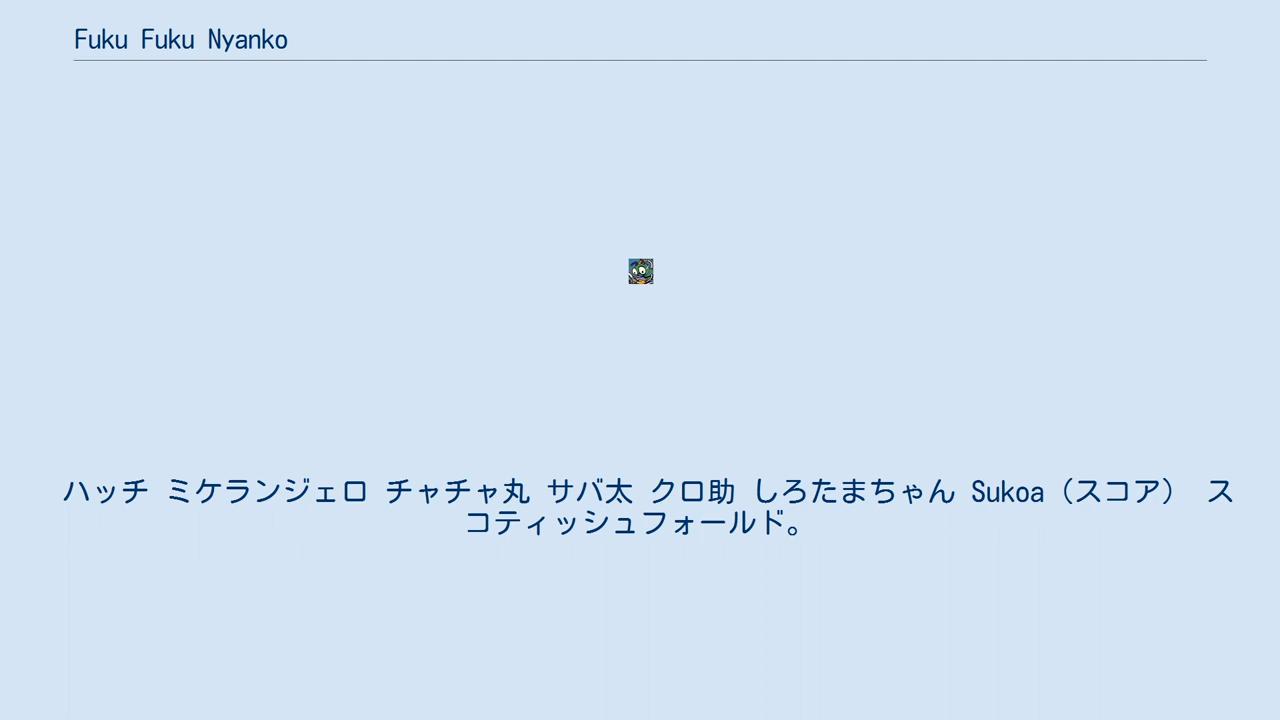 Fuku Fuku Nyanko
ハッチ ミケランジェロ チャチャ丸 サバ太 クロ助 しろたまちゃん Sukoa（スコア） ス
コティッシュフォールド。